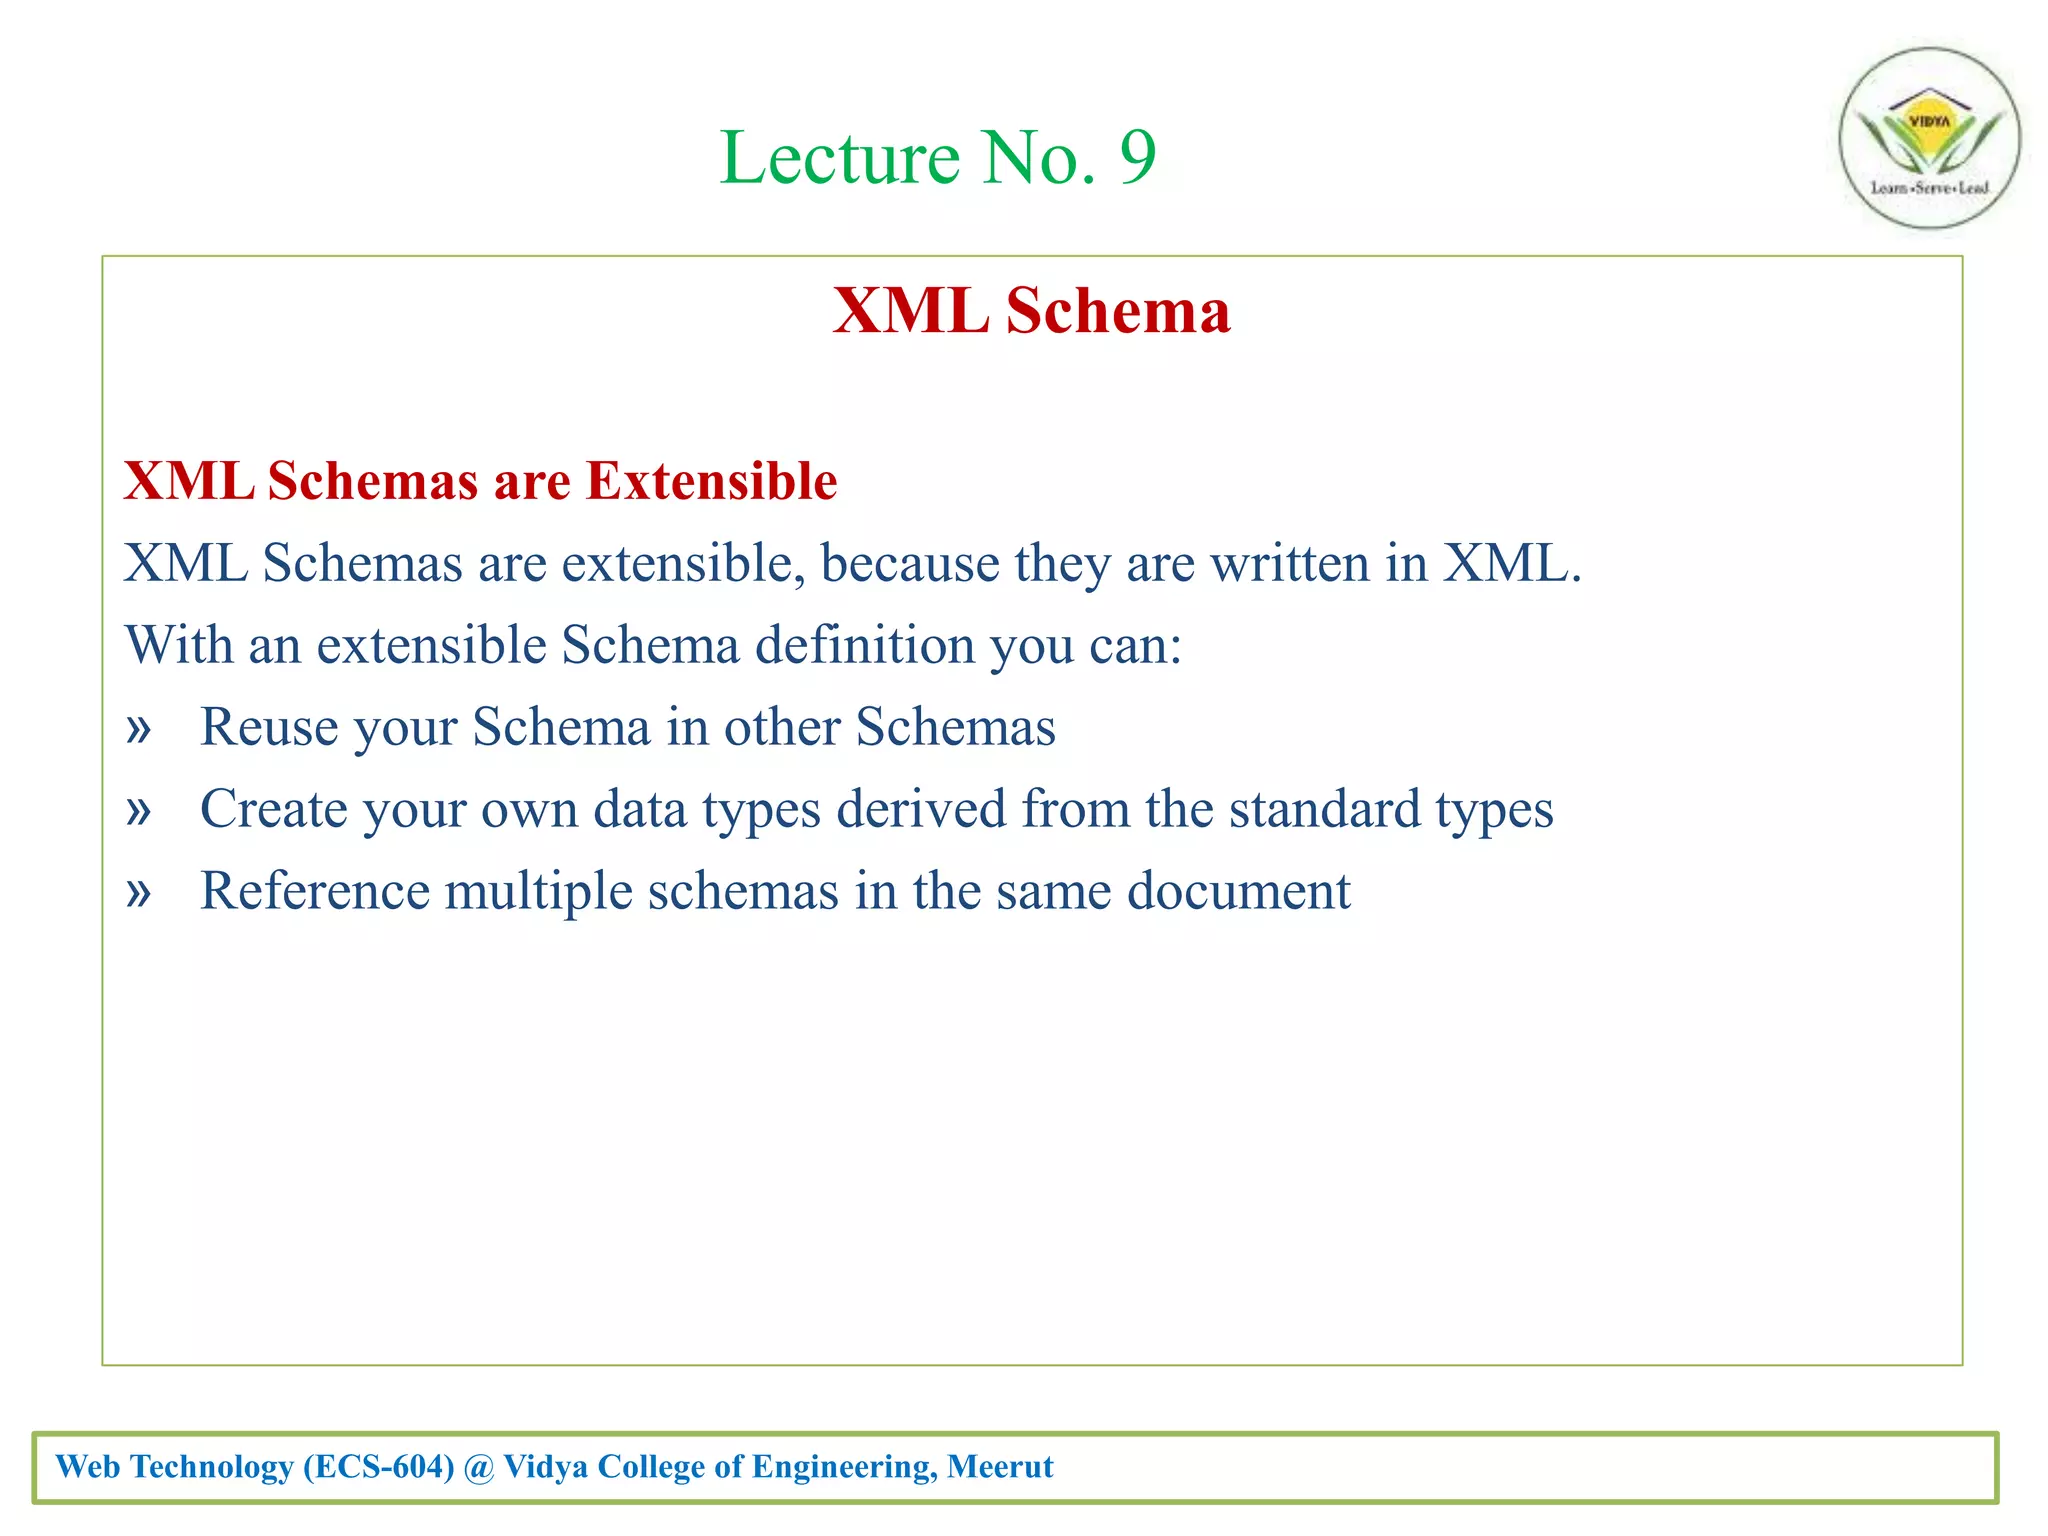 Lecture No. 9
VIDYA
Learn•Serve•Lead
XML Schema
XML Schemas are Extensible
XML Schemas are extensible, because they are written in XML.
With an extensible Schema definition you can:
» Reuse your Schema in other Schemas
» Create your own data types derived from the standard types
» Reference multiple schemas in the same document
Web Technology (ECS-604) @ Vidya College of Engineering, Meerut